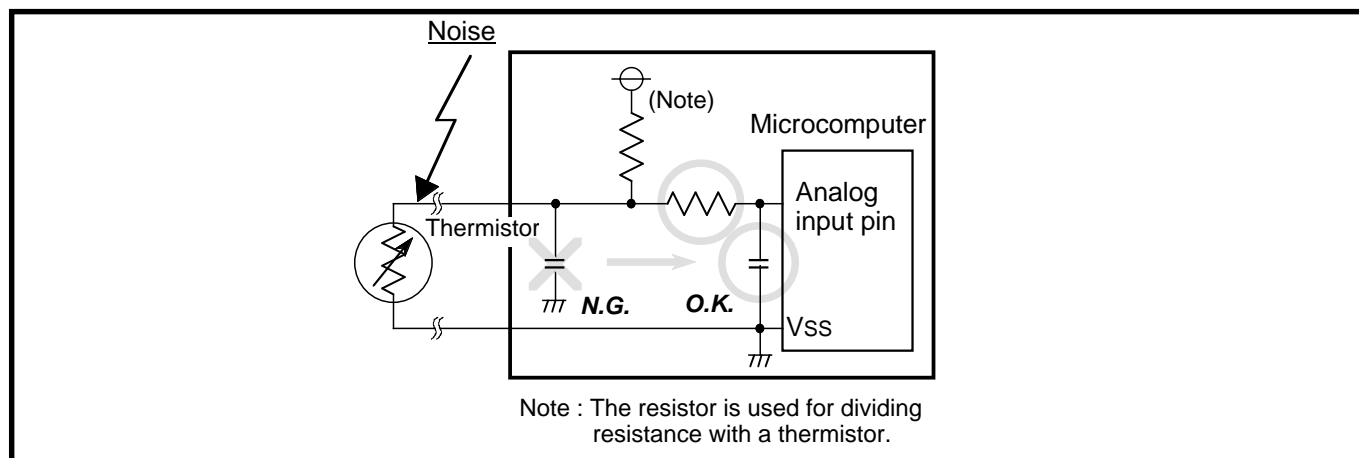 Noise
(Note)
Microcomputer
Analog
input pin
Thermistor
N.G.
O.K.
VSS
Note : The resistor is used for dividing
resistance with a thermistor.